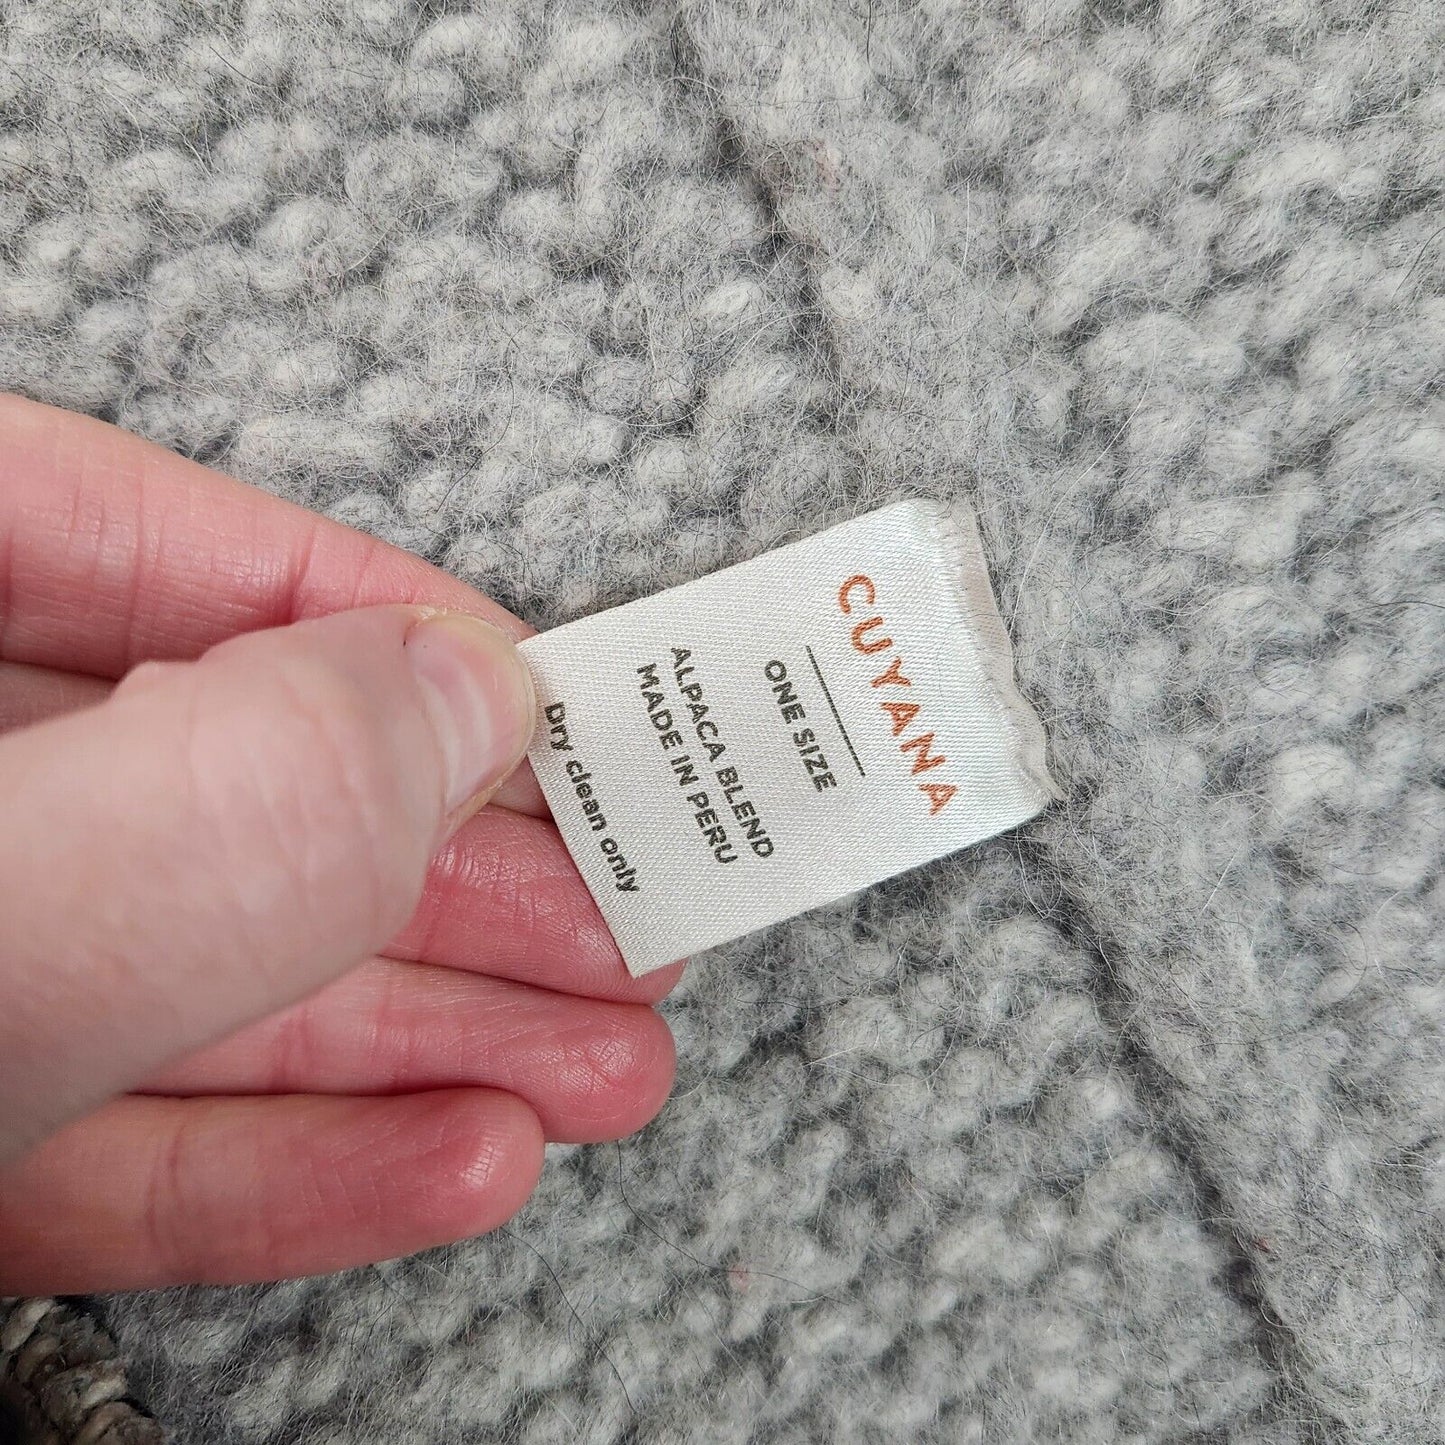 CUYANA
ONE SIZE
ALPACA BLEND
MADE IN PERU
Dry clean only